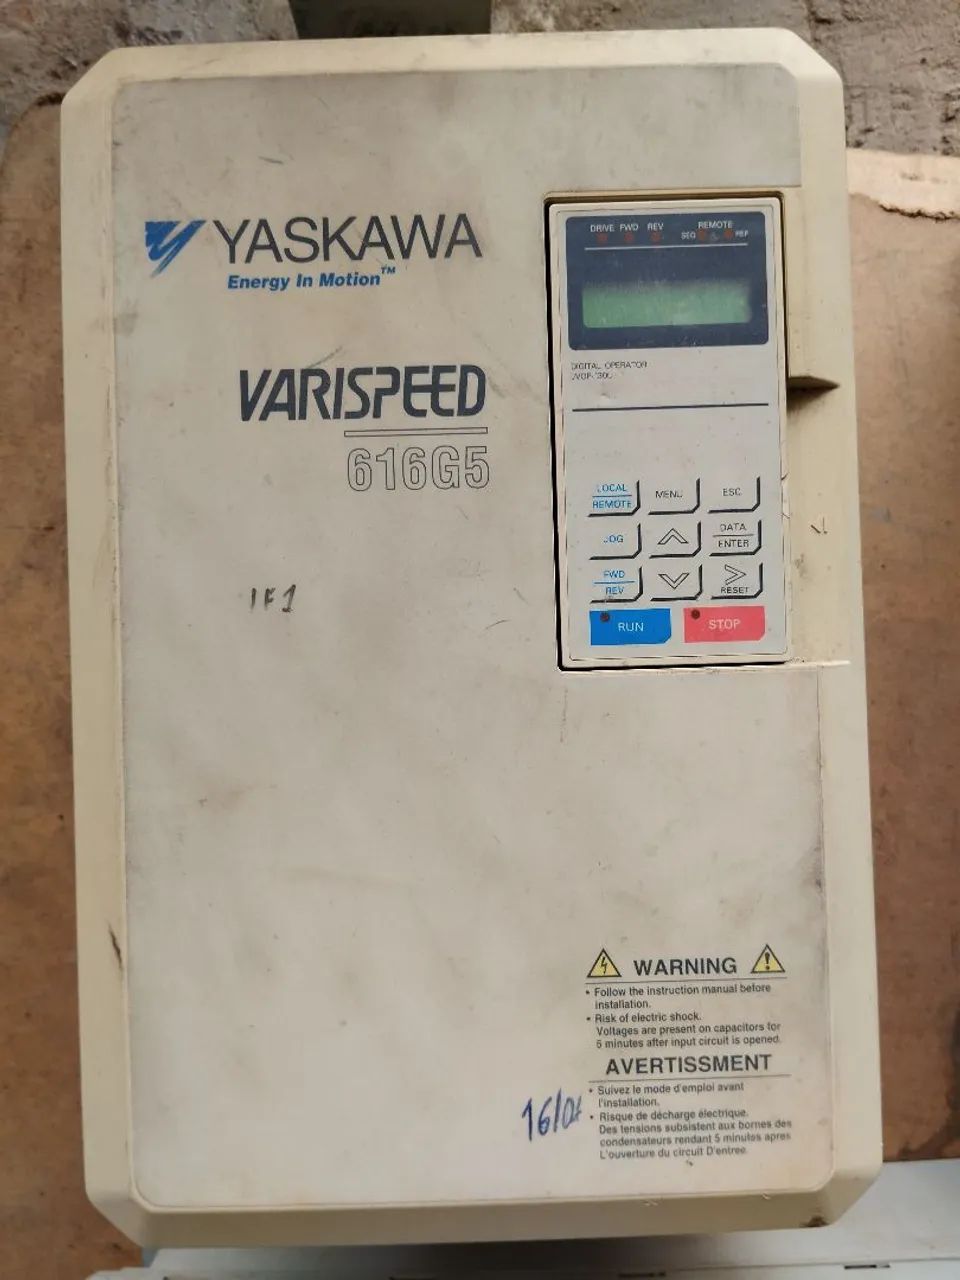 YASKAWA
Energy In Motion™
VARISPEED
616G5
1F1
DRIVE FWD REV REMOTE
SEQ REF
DIGITAL OPERATOR
LOCAL
REMOTE
MENU
ESC
JOG
DATA
ENTER
FWD
REV
RESET
RUN
STOP
WARNING
• Follow the instruction manual before
installation.
• Risk of electric shock.
Voltages are present on capacitors for
5 minutes after input circuit is opened.
AVERTISSMENT
• Suivez le mode d'emploi avant
l'installation.
• Risque de décharge électrique.
Des tensions subsistent aux bornes des
condensateurs rendant 5 minutes apres
L'ouverture du circuit D'entree.